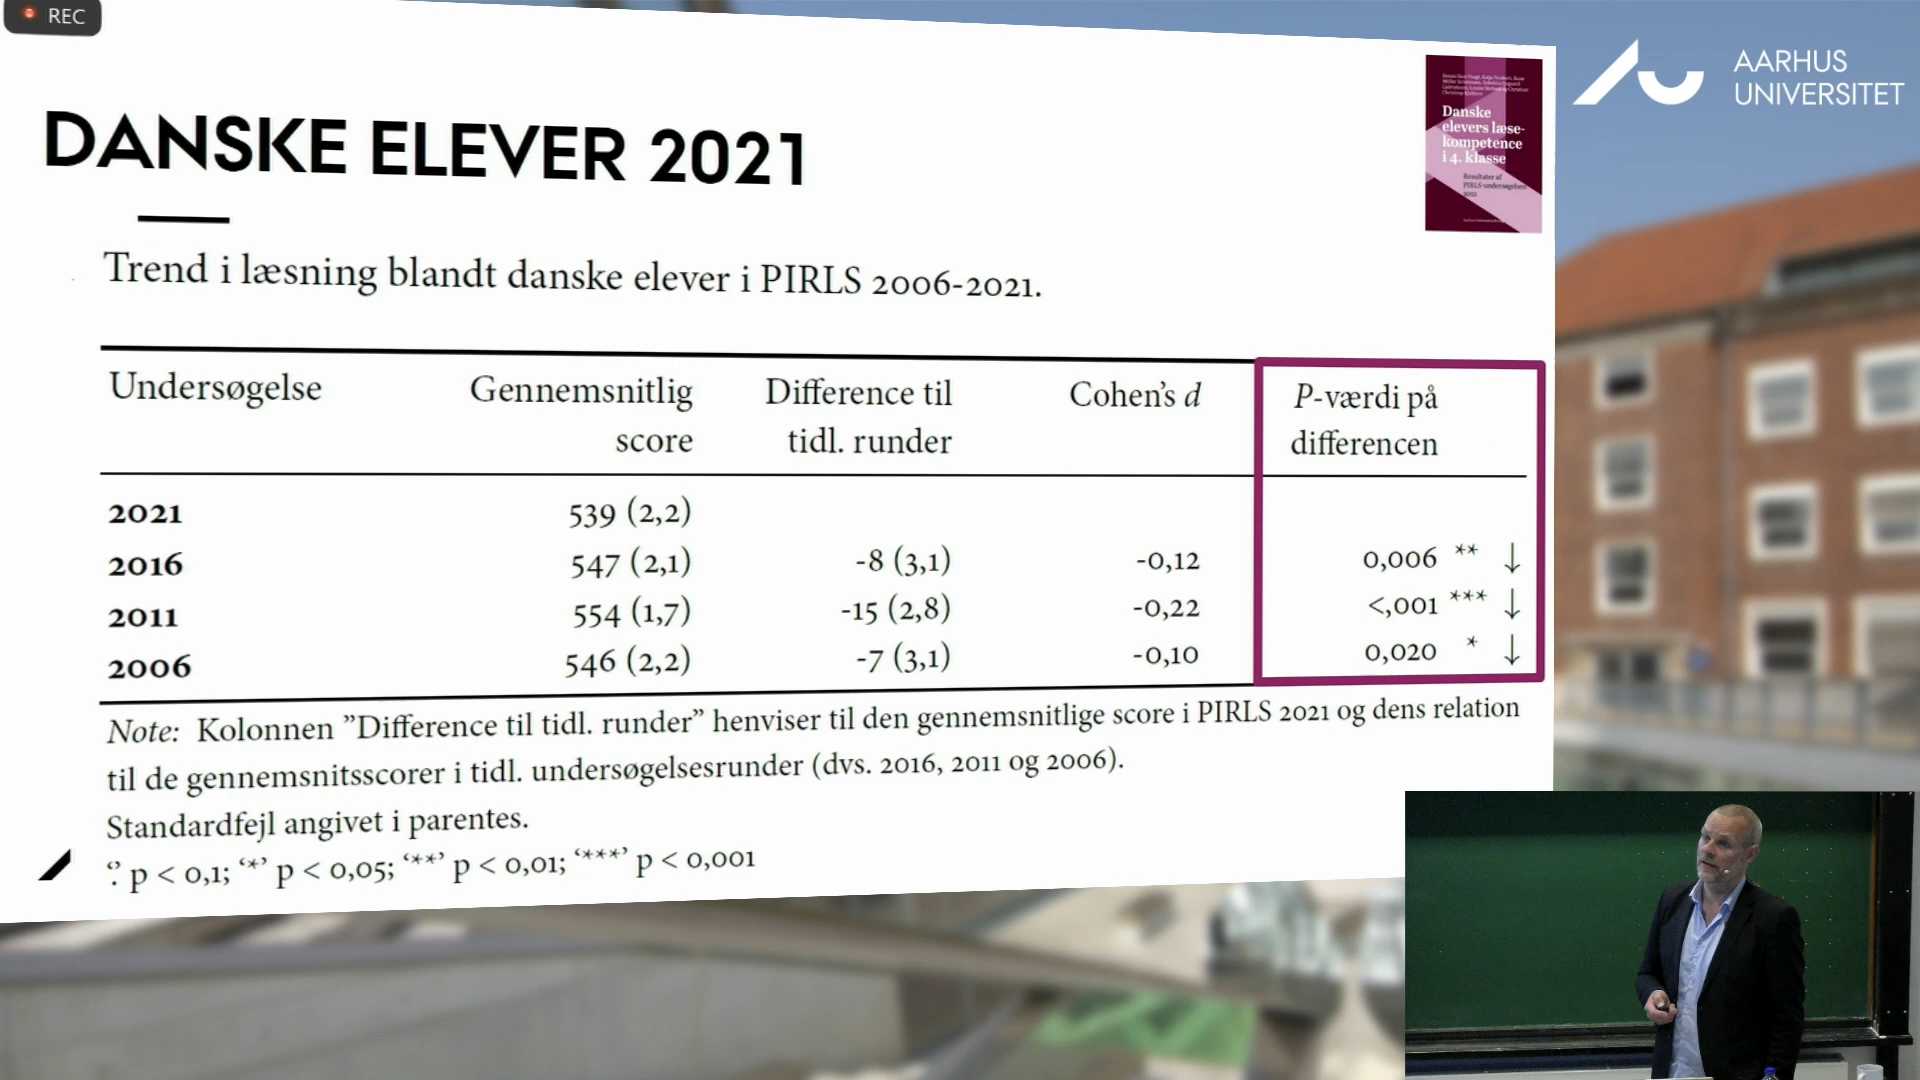 REC
AARHUS
UNIVERSITET
DANSKE ELEVER 2021
Danske
elevers læse-
kompetence
i 4. klasse
Resultater af
PIRLS-undersøgelsen
2021
Trend i læsning blandt danske elever i PIRLS 2006-2021.
Undersøgelse Gennemsnitlig score Difference til tidl. runder Cohen's d P-værdi på differencen
2021 539 (2,2)
2016 547 (2,1) -8 (3,1) -0,12 0,006 ** ↓
2011 554 (1,7) -15 (2,8) -0,22 <,001 *** ↓
2006 546 (2,2) -7 (3,1) -0,10 0,020 * ↓
Note: Kolonnen ”Difference til tidl. runder” henviser til den gennemsnitlige score i PIRLS 2021 og dens relation
til de gennemsnitsscorer i tidl. undersøgelsesrunder (dvs. 2016, 2011 og 2006).
Standardfejl angivet i parentes.
‘.’ p < 0,1; ‘*’ p < 0,05; ‘**’ p < 0,01; ‘***’ p < 0,001